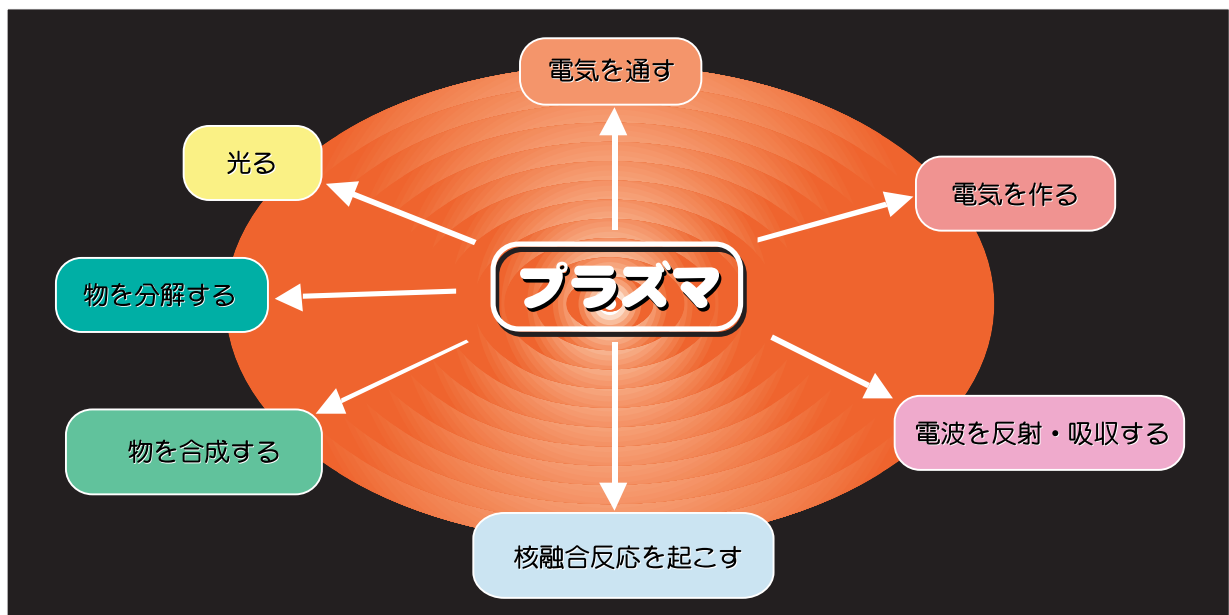 電気を通す
光る
電気を作る
物を分解する
プラズマ
物を合成する
電波を反射・吸収する
核融合反応を起こす